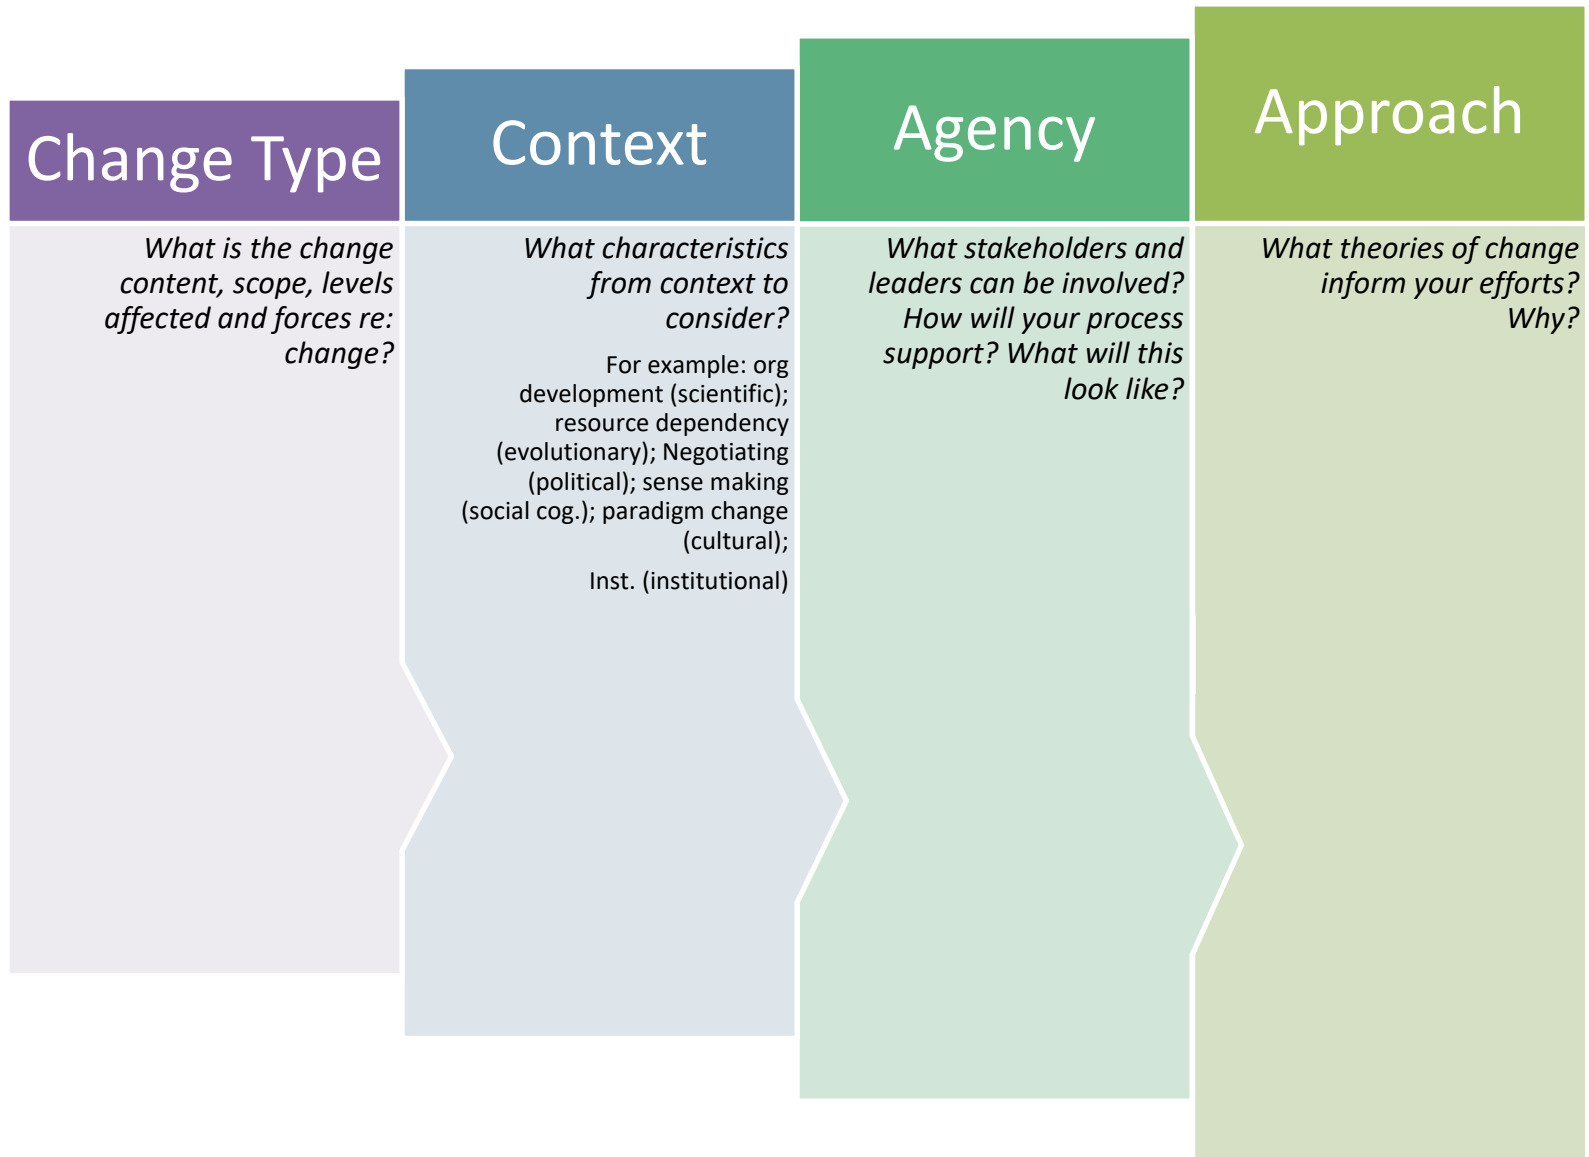 Change Type
What is the change
content, scope, levels
affected and forces re:
change?
Context
What characteristics
from context to
consider?
For example: org
development (scientific);
resource dependency
(evolutionary); Negotiating
(political); sense making
(social cog.); paradigm change
(cultural);
Inst. (institutional)
Agency
What stakeholders and
leaders can be involved?
How will your process
support? What will this
look like?
Approach
What theories of change
inform your efforts?
Why?